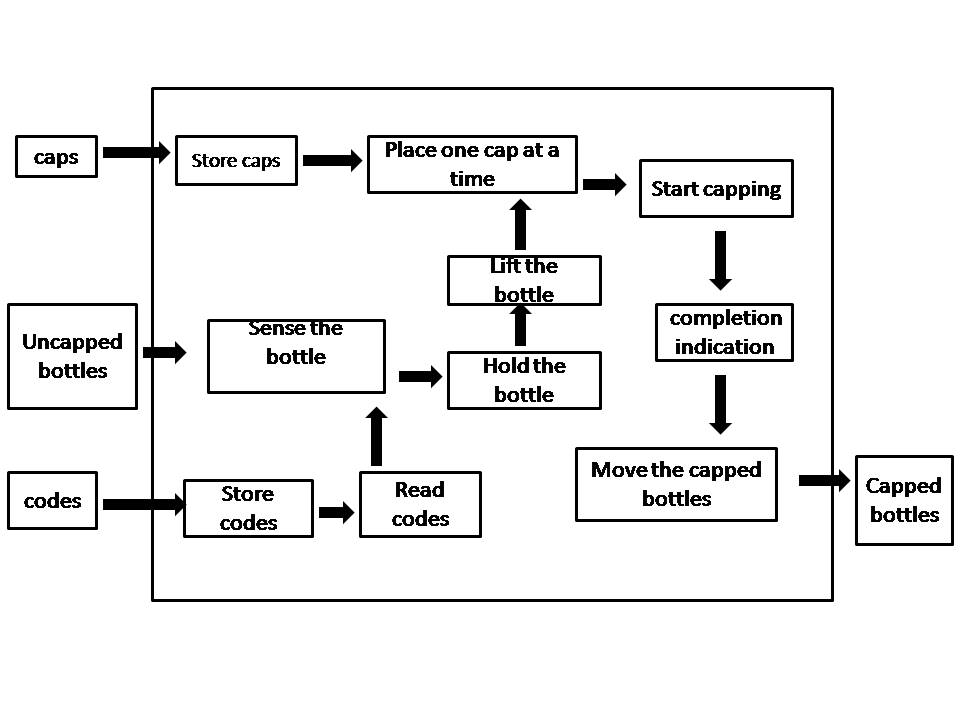 caps
Store caps
Place one cap at a
time
Start capping
Lift the
bottle
Uncapped
bottles
Sense the
bottle
Hold the
bottle
completion
indication
codes
Store
codes
Read
codes
Move the capped
bottles
Capped
bottles